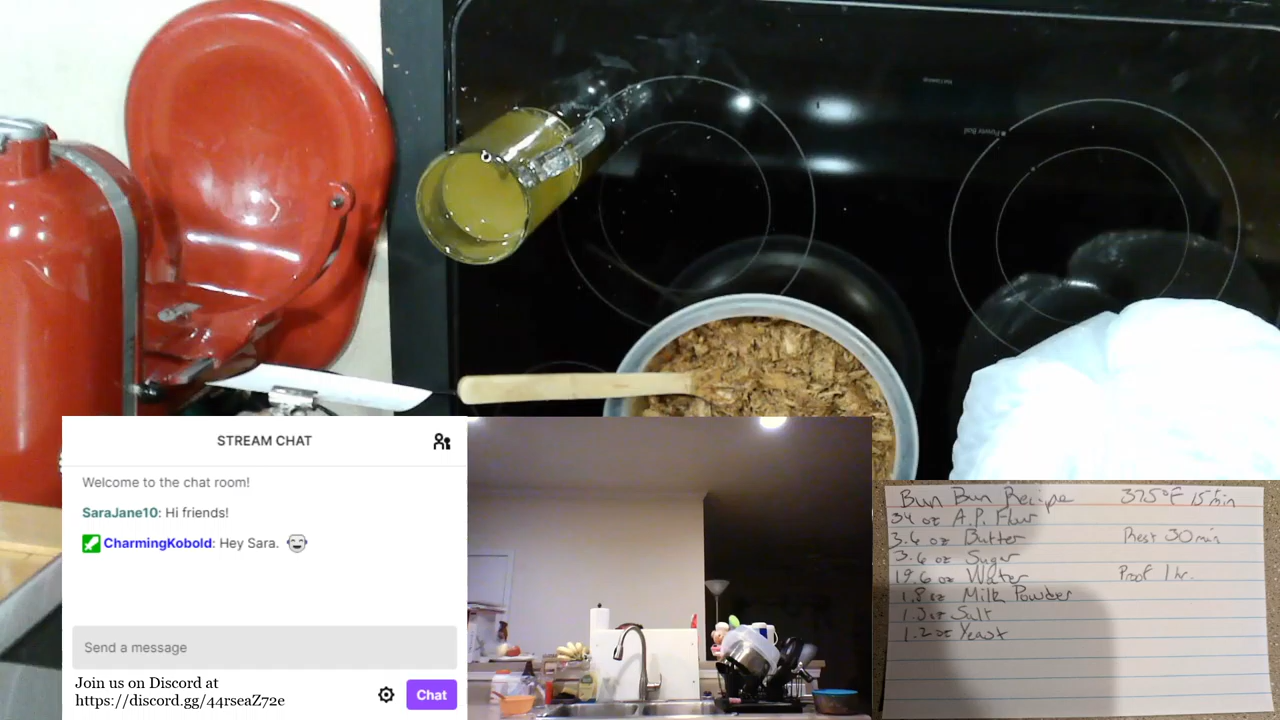 STREAM CHAT
Welcome to the chat room!
SaraJane10: Hi friends!
CharmingKobold: Hey Sara.
Send a message
Join us on Discord at
https://discord.gg/44rseaZ72e
Chat
Bun Bun Recipe 375°F 15 min
34 oz A.P. Flour
3.6 oz Butter Rest 30 min
3.6 oz Sugar
19.6 oz Water Proof 1 hr.
1.8 oz Milk Powder
oz Salt
1.2 oz Yeast
Power Boil